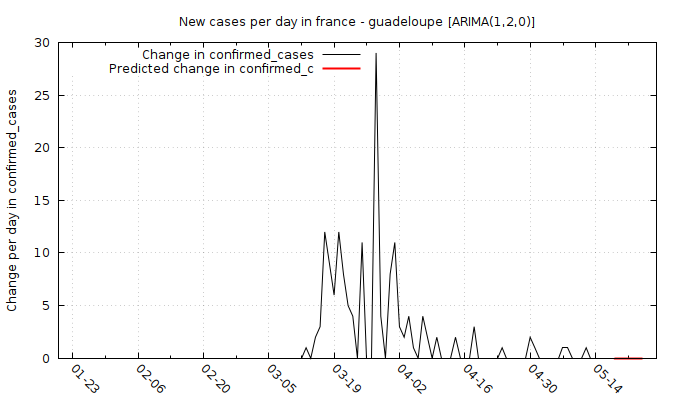 New cases per day in france - guadeloupe [ARIMA(1,2,0)]
Change in confirmed_cases
Predicted change in confirmed_c
Change per day in confirmed_cases
30
25
20
15
10
5
0
01-23 02-06 02-20 03-05 03-19 04-02 04-16 04-30 05-14